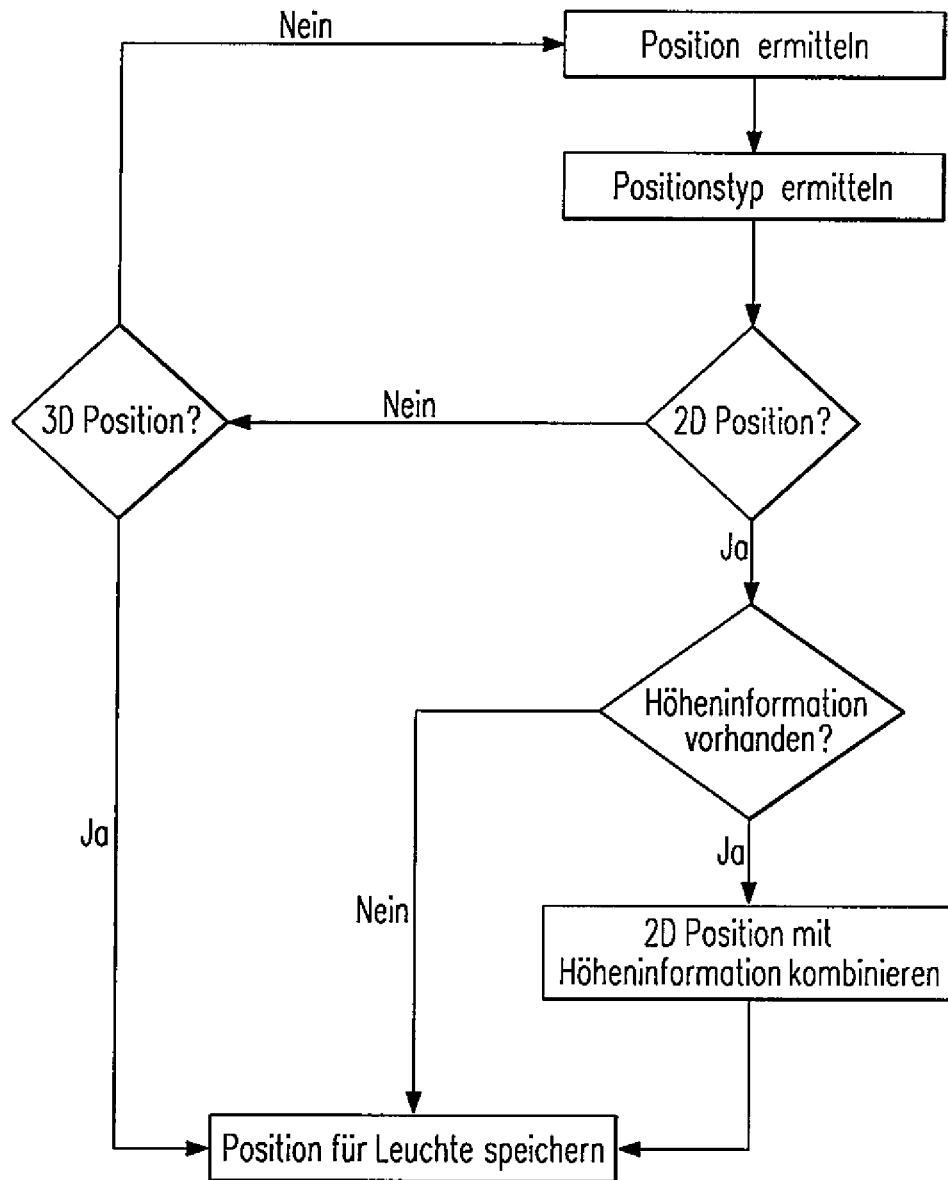 Nein
Position ermitteln
Positionstyp ermitteln
3D Position?
Nein
2D Position?
Ja
Höheninformation
vorhanden?
Ja
Ja
Nein
2D Position mit
Höheninformation kombinieren
Position für Leuchte speichern